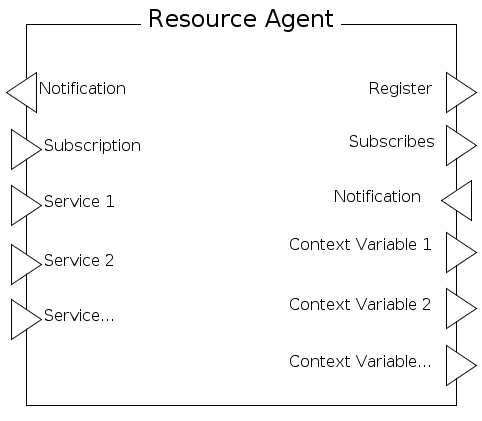 Resource Agent
Notification
Subscription
Service 1
Service 2
Service...
Register
Subscribes
Notification
Context Variable 1
Context Variable 2
Context Variable...